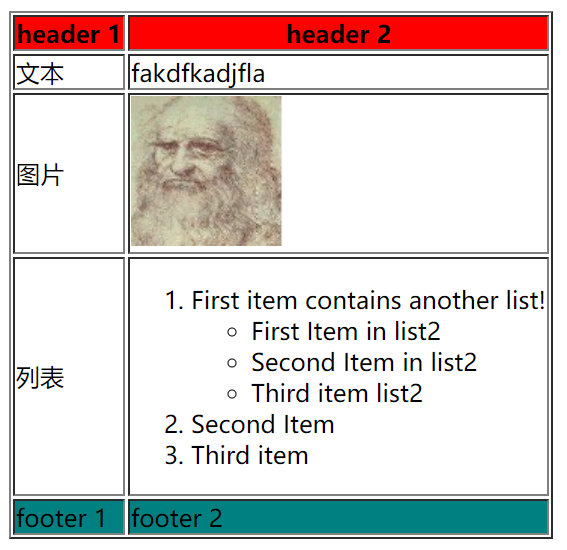 header 1 header 2
文本 fakdfkadjfla
图片
列表
1. First item contains another list!
○ First Item in list2
○ Second Item in list2
○ Third item list2
2. Second Item
3. Third item
footer 1 footer 2